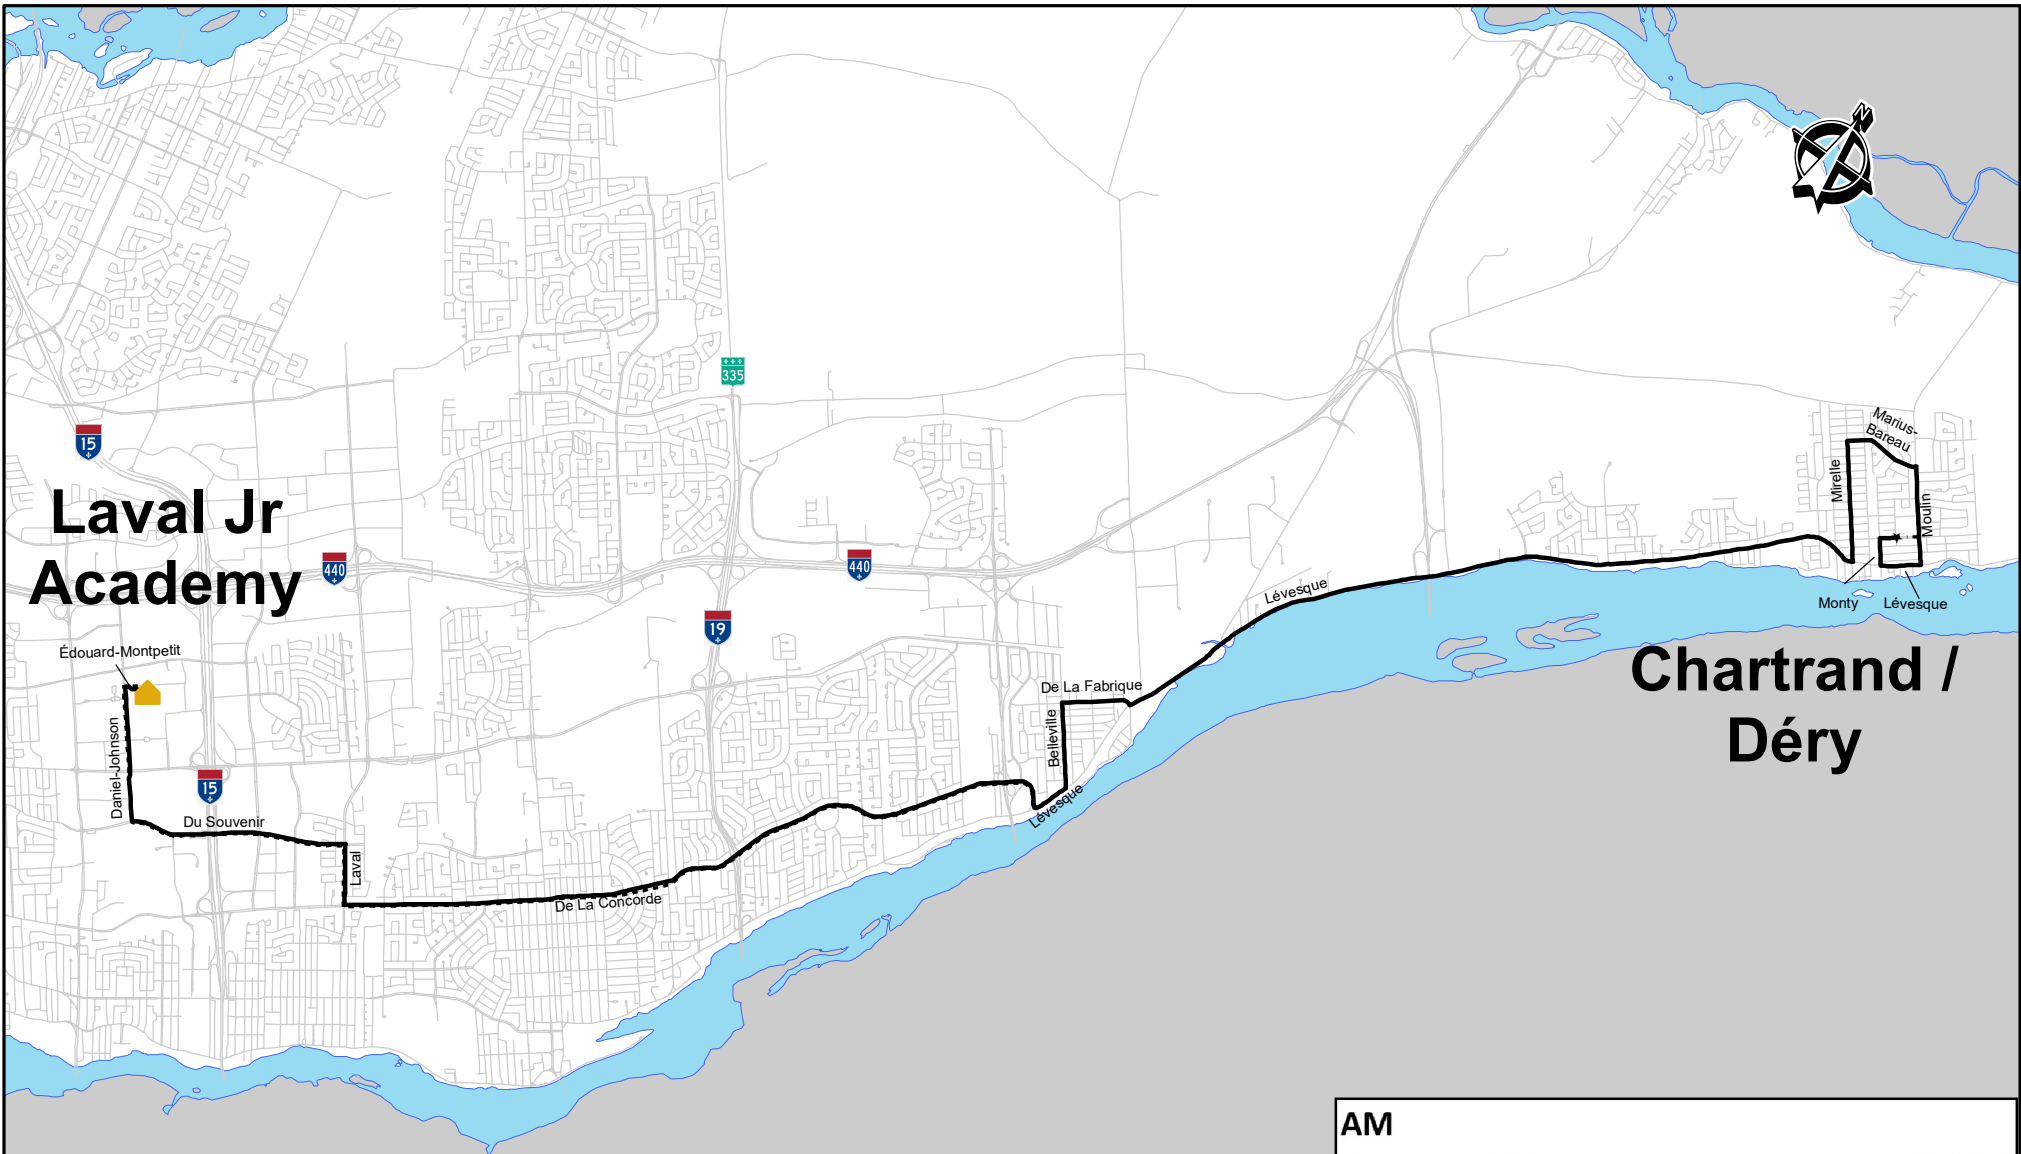 N
335
15
Marius-
Bareau
Mirelle
Moulin
Laval Jr
Academy
440
440
Lévesque
Monty
Lévesque
19
Édouard-Montpetit
Chartrand /
Déry
De La Fabrique
Belleville
Daniel-Johnson
15
Du Souvenir
Lévesque
Laval
De La Concorde
AM